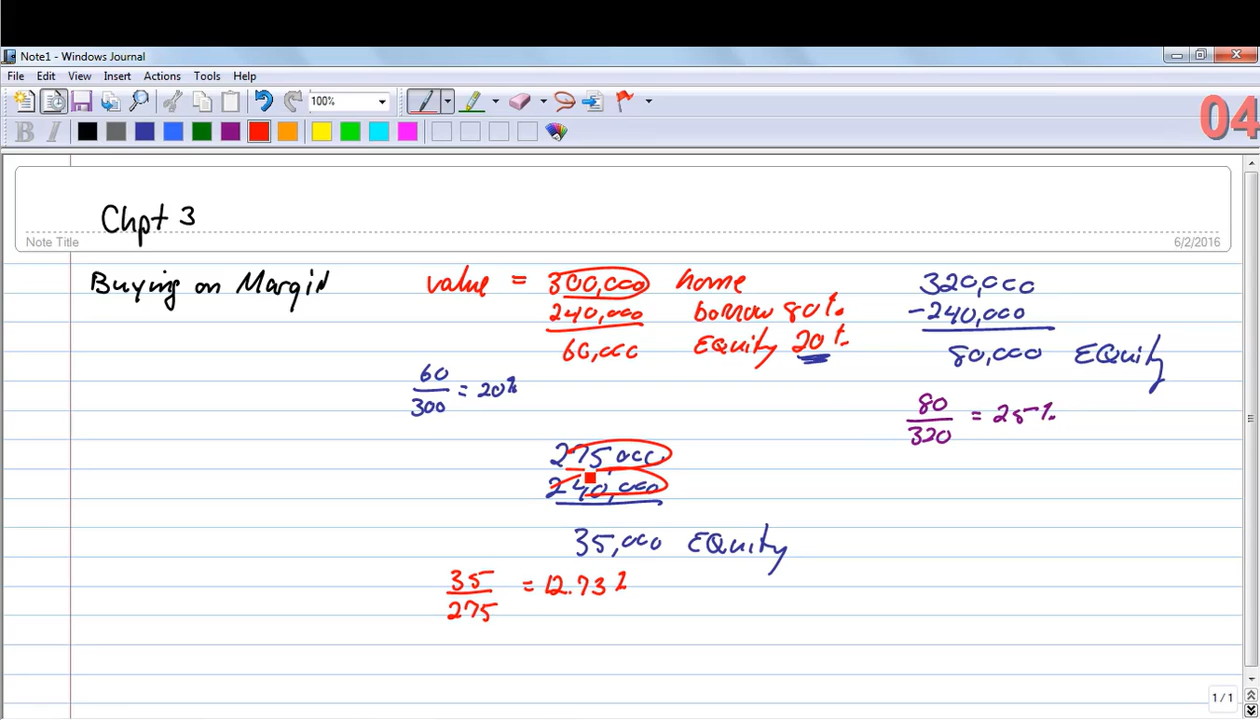 Note1 - Windows Journal
File Edit View Insert Actions Tools Help
100%
B I
04
Chpt 3
Note Title
6/2/2016
Buying on Margin
value = 300,000 home
240,000 borrow 80%
60,000 Equity 20%
60
300
= 20%
320,000
-240,000
80,000 EQuity
80
320
= 25%
275000
240,000
35,000 EQuity
35
275
= 12.73%
1 / 1